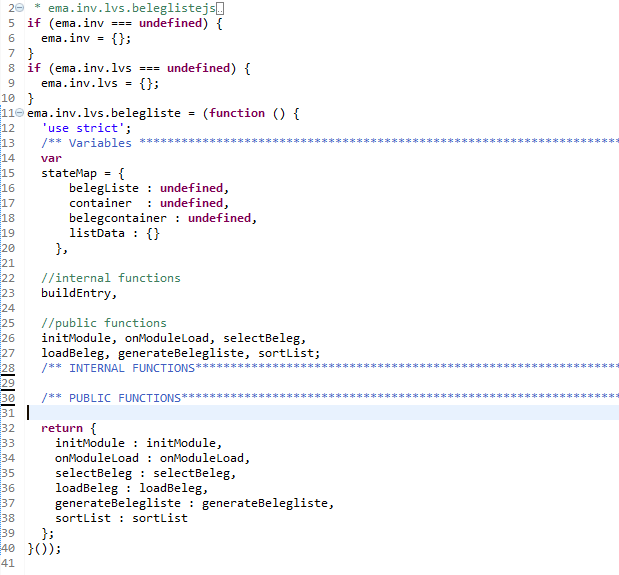 2 * ema.inv.lvs.beleglistejs..
5 if (ema.inv === undefined) {
6   ema.inv = {};
7 }
8 if (ema.inv.lvs === undefined) {
9   ema.inv.lvs = {};
10 }
11 ema.inv.lvs.belegliste = (function () {
12   'use strict';
13   /** Variables *********************************************************************
14   var
15   stateMap = {
16       belegListe : undefined,
17       container  : undefined,
18       belegcontainer : undefined,
19       listData : {}
20     },
21
22   //internal functions
23   buildEntry,
24
25   //public functions
26   initModule, onModuleLoad, selectBeleg,
27   loadBeleg, generateBelegliste, sortList;
28   /** INTERNAL FUNCTIONS*************************************************************
29
30   /** PUBLIC FUNCTIONS***************************************************************
31
32   return {
33     initModule : initModule,
34     onModuleLoad : onModuleLoad,
35     selectBeleg : selectBeleg,
36     loadBeleg : loadBeleg,
37     generateBelegliste : generateBelegliste,
38     sortList : sortList
39   };
40 }());
41